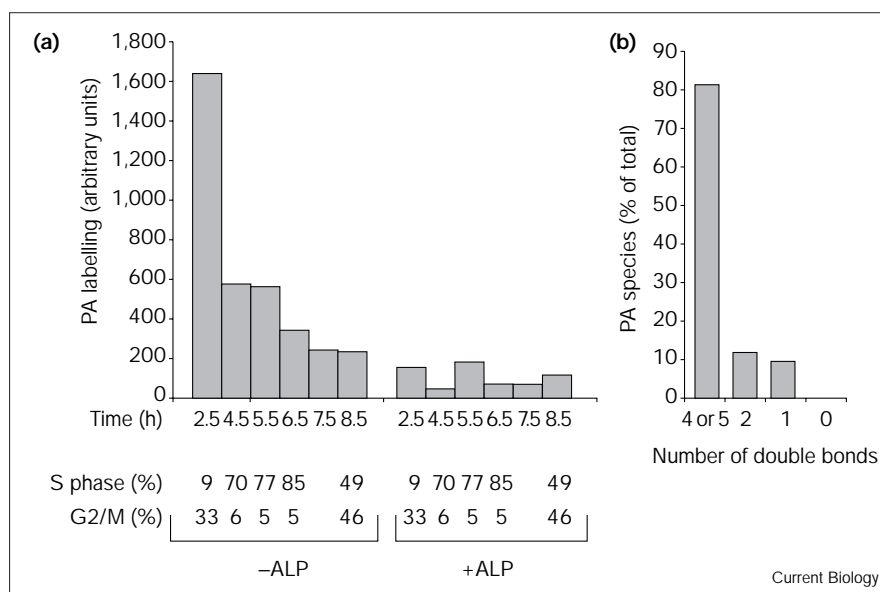 (a)
PA labelling (arbitrary units)
1,800
1,600
1,400
1,200
1,000
800
600
400
200
0
Time (h) 2.5 4.5 5.5 6.5 7.5 8.5 2.5 4.5 5.5 6.5 7.5 8.5
S phase (%) 9 70 77 85 49 9 70 77 85 49
G2/M (%) 33 6 5 5 46 33 6 5 5 46
–ALP +ALP
(b)
PA species (% of total)
90
80
70
60
50
40
30
20
10
0
4 or 5 2 1 0
Number of double bonds
Current Biology